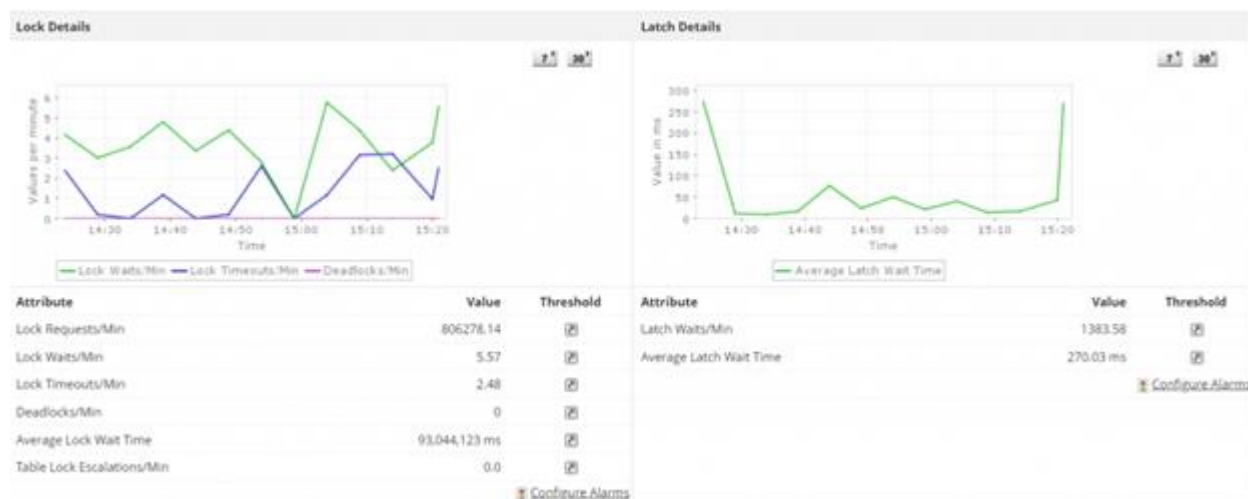 Lock Details
7
30
6
5
4
3
2
1
0
Values per minute
14:30 14:40 14:50 15:00 15:10 15:20
Time
Lock Waits/Min Lock Timeouts/Min Deadlocks/Min
Attribute Value Threshold
Lock Requests/Min 806278.14
Lock Waits/Min 5.57
Lock Timeouts/Min 2.48
Deadlocks/Min 0
Average Lock Wait Time 93,044,123 ms
Table Lock Escalations/Min 0.0
Configure Alarms
Latch Details
7
30
300
250
200
150
100
50
0
Value in ms
14:30 14:40 14:50 15:00 15:10 15:20
Time
Average Latch Wait Time
Attribute Value Threshold
Latch Waits/Min 1383.58
Average Latch Wait Time 270.03 ms
Configure Alarms